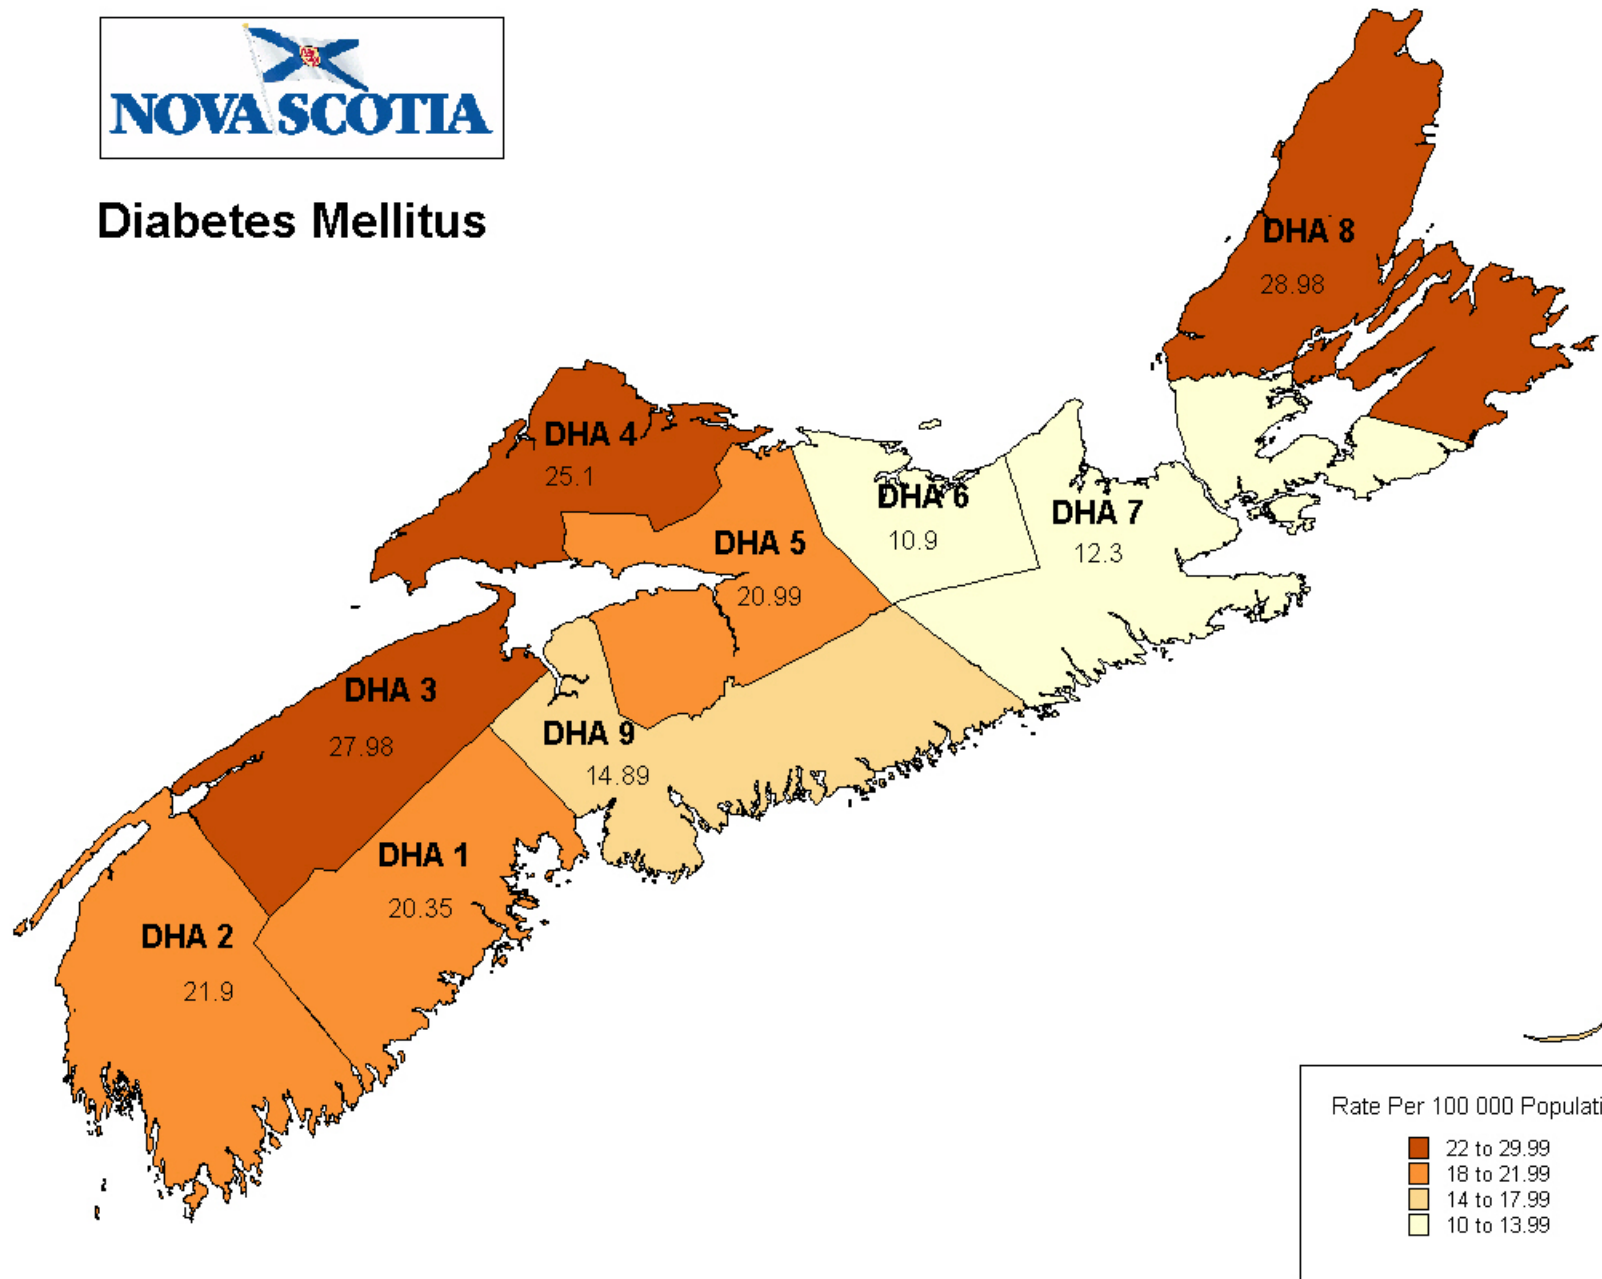 NOVA SCOTIA
Diabetes Mellitus
DHA 8
28.98
DHA 4
25.1
DHA 6
10.9
DHA 7
12.3
DHA 5
20.99
DHA 3
27.98
DHA 9
14.89
DHA 1
20.35
DHA 2
21.9
Rate Per 100 000 Populati
22 to 29.99
18 to 21.99
14 to 17.99
10 to 13.99